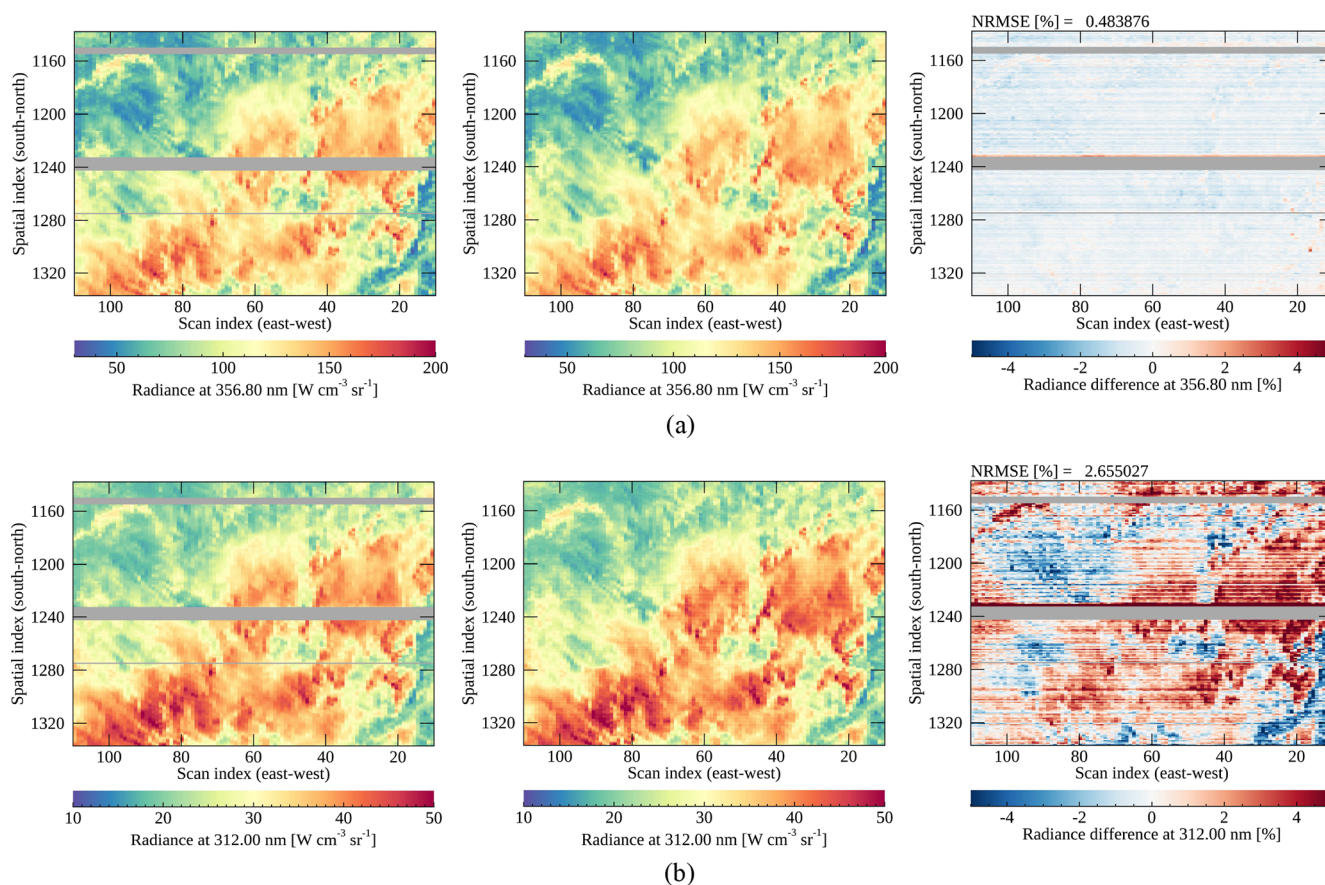 NRMSE [%] = 0.483876
Spatial index (south-north)
1160
1200
1240
1280
1320
100 80 60 40 20
Scan index (east-west)
50 100 150 200
Radiance at 356.80 nm [W cm⁻³ sr⁻¹]
Spatial index (south-north)
1160
1200
1240
1280
1320
100 80 60 40 20
Scan index (east-west)
50 100 150 200
Radiance at 356.80 nm [W cm⁻³ sr⁻¹]
Spatial index (south-north)
1160
1200
1240
1280
1320
100 80 60 40 20
Scan index (east-west)
-4 -2 0 2 4
Radiance difference at 356.80 nm [%]
(a)
NRMSE [%] = 2.655027
Spatial index (south-north)
1160
1200
1240
1280
1320
100 80 60 40 20
Scan index (east-west)
10 20 30 40 50
Radiance at 312.00 nm [W cm⁻³ sr⁻¹]
Spatial index (south-north)
1160
1200
1240
1280
1320
100 80 60 40 20
Scan index (east-west)
10 20 30 40 50
Radiance at 312.00 nm [W cm⁻³ sr⁻¹]
Spatial index (south-north)
1160
1200
1240
1280
1320
100 80 60 40 20
Scan index (east-west)
-4 -2 0 2 4
Radiance difference at 312.00 nm [%]
(b)